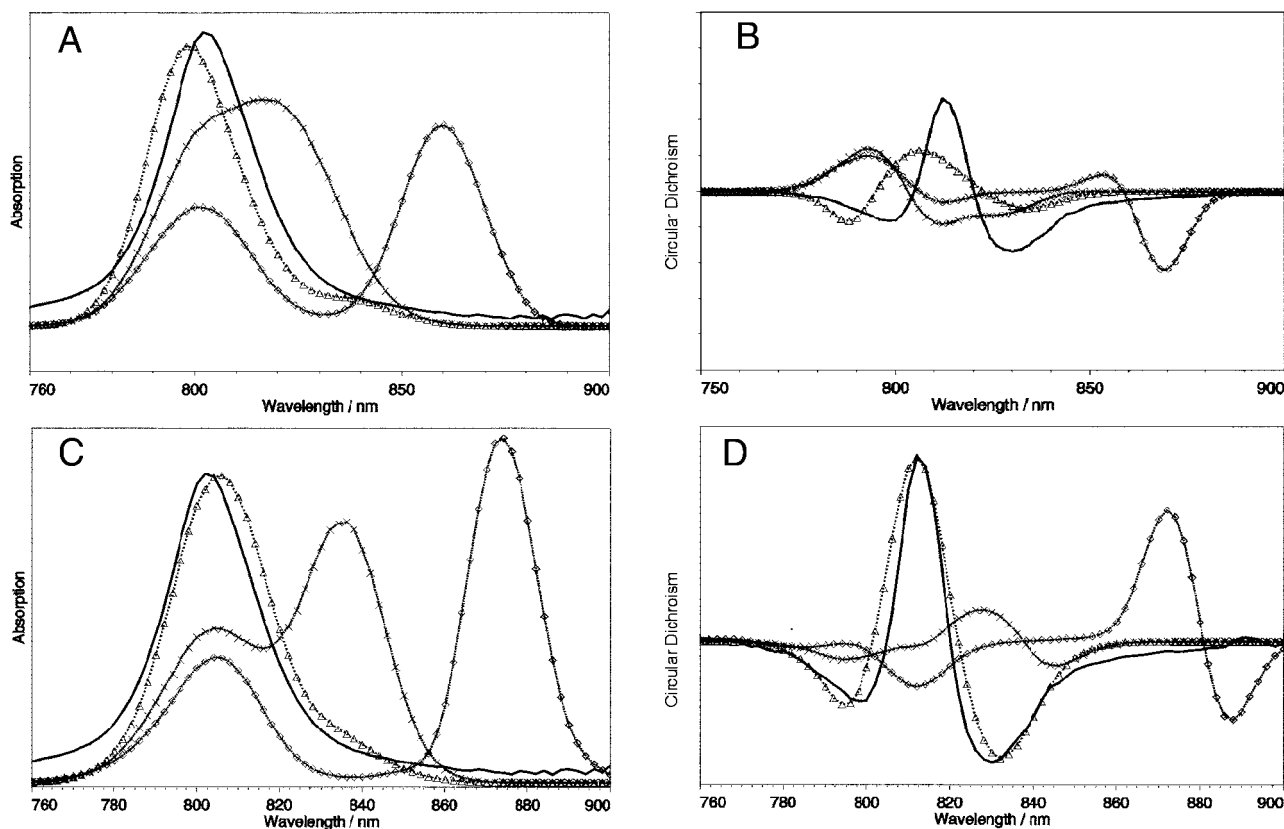 A
Absorption
760 800 850 900
Wavelength / nm
B
Circular Dichroism
750 800 850 900
Wavelength / nm
C
Absorption
760 780 800 820 840 860 880 900
Wavelength / nm
D
Circular Dichroism
760 780 800 820 840 860 880 900
Wavelength / nm